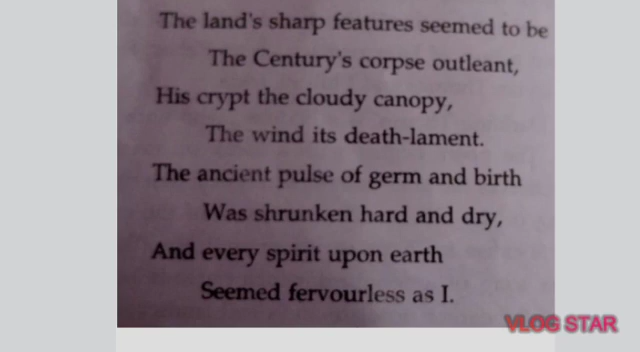 The land's sharp features seemed to be
The Century's corpse outleant,
His crypt the cloudy canopy,
The wind its death-lament.
The ancient pulse of germ and birth
Was shrunken hard and dry,
And every spirit upon earth
Seemed fervourless as I.
VLOG STAR